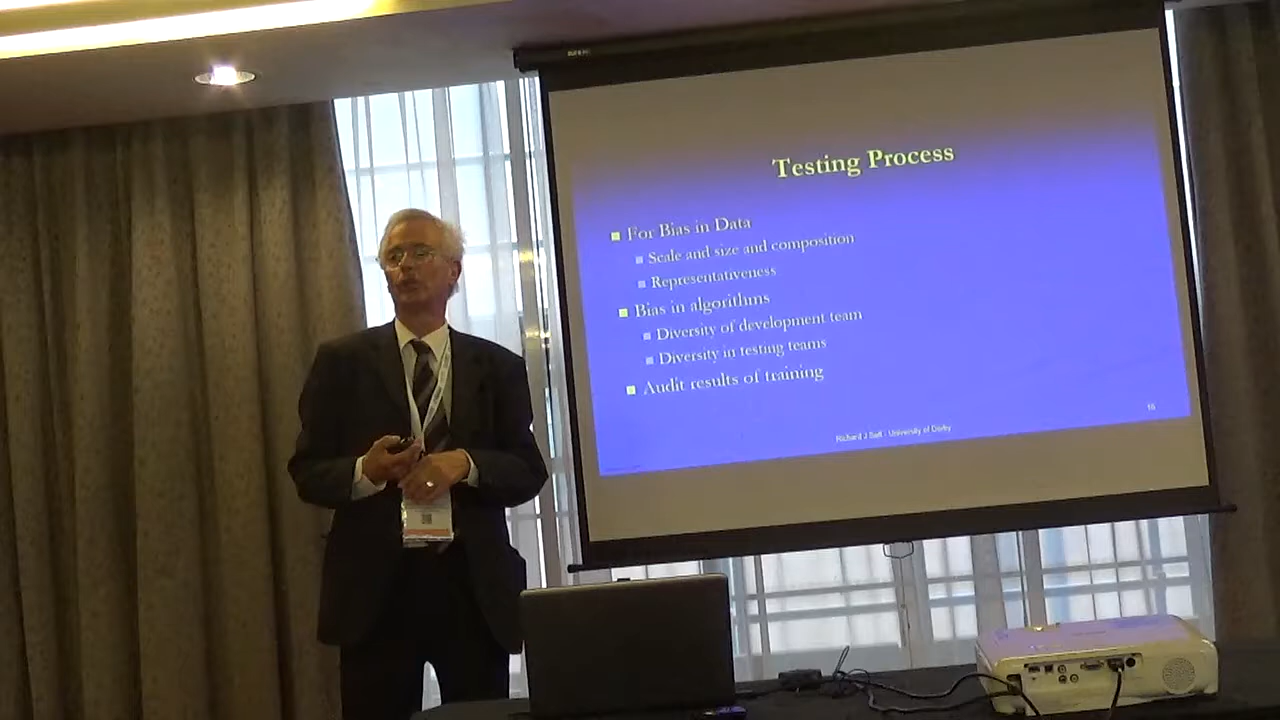 Testing Process
For Bias in Data
Scale and size and composition
Representativeness
Bias in algorithms
Diversity of development team
Diversity in testing teams
Audit results of training
Richard J Self - University of Derby
16